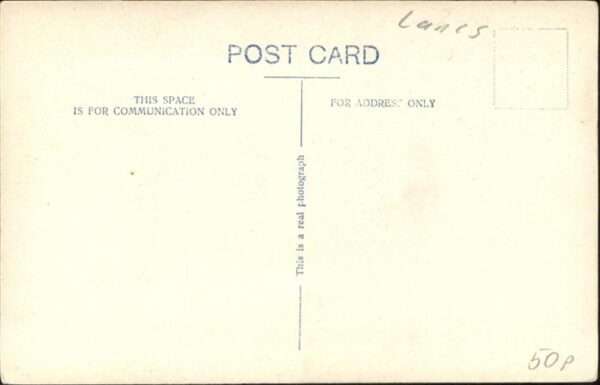 Lancs
POST CARD
THIS SPACE
IS FOR COMMUNICATION ONLY
FOR ADDRESS ONLY
This is a real photograph
50p